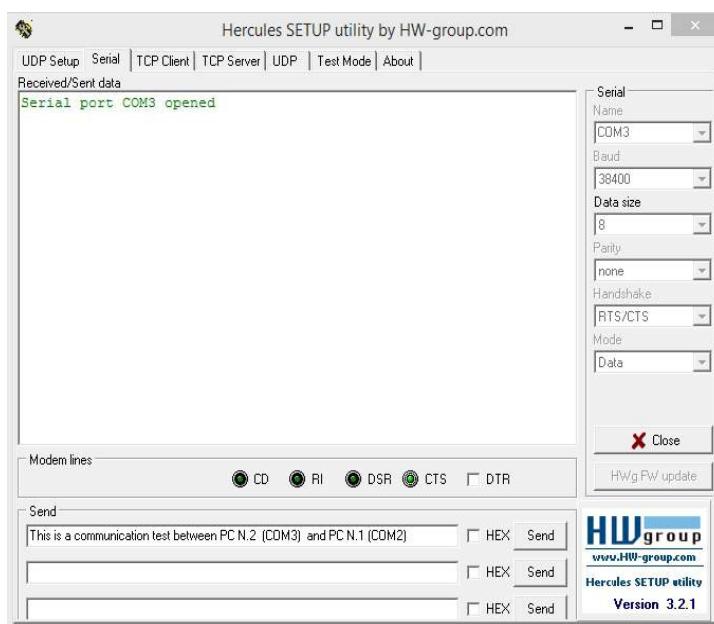 Hercules SETUP utility by HW-group.com
UDP Setup Serial TCP Client TCP Server UDP Test Mode About
Received/Sent data
Serial port COM3 opened
Serial
Name
COM3
Baud
38400
Data size
8
Parity
none
Handshake
RTS/CTS
Mode
Data
Close
HWg FW update
Modem lines
CD RI DSR CTS DTR
Send
This is a communication test between PC N.2 (COM3) and PC N.1 (COM2) HEX Send
HEX Send
HEX Send
HWgroup
www.HW-group.com
Hercules SETUP utility
Version 3.2.1